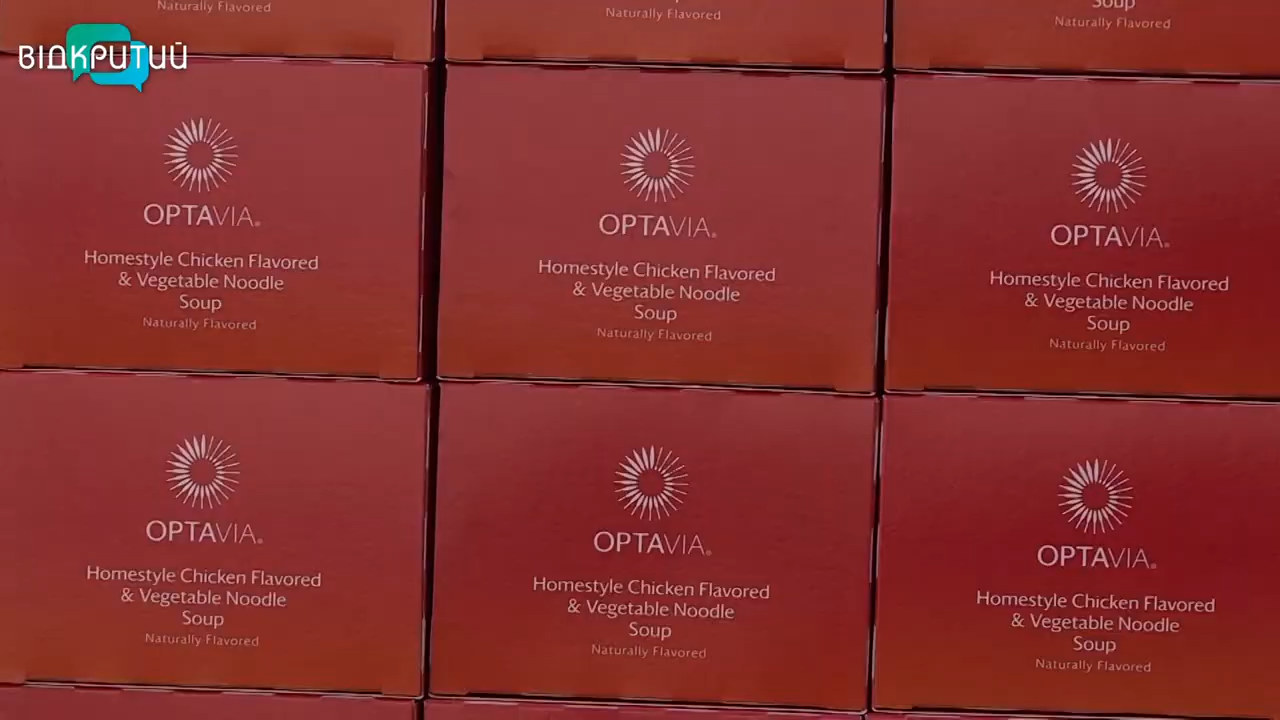 Naturally Flavored
Naturally Flavored
Soup
Naturally Flavored
ВІДКРИТИЙ
OPTAVIA®
Homestyle Chicken Flavored
& Vegetable Noodle
Soup
Naturally Flavored
OPTAVIA®
Homestyle Chicken Flavored
& Vegetable Noodle
Soup
Naturally Flavored
OPTAVIA®
Homestyle Chicken Flavored
& Vegetable Noodle
Soup
Naturally Flavored
OPTAVIA®
Homestyle Chicken Flavored
& Vegetable Noodle
Soup
Naturally Flavored
OPTAVIA®
Homestyle Chicken Flavored
& Vegetable Noodle
Soup
Naturally Flavored
OPTAVIA®
Homestyle Chicken Flavored
& Vegetable Noodle
Soup
Naturally Flavored